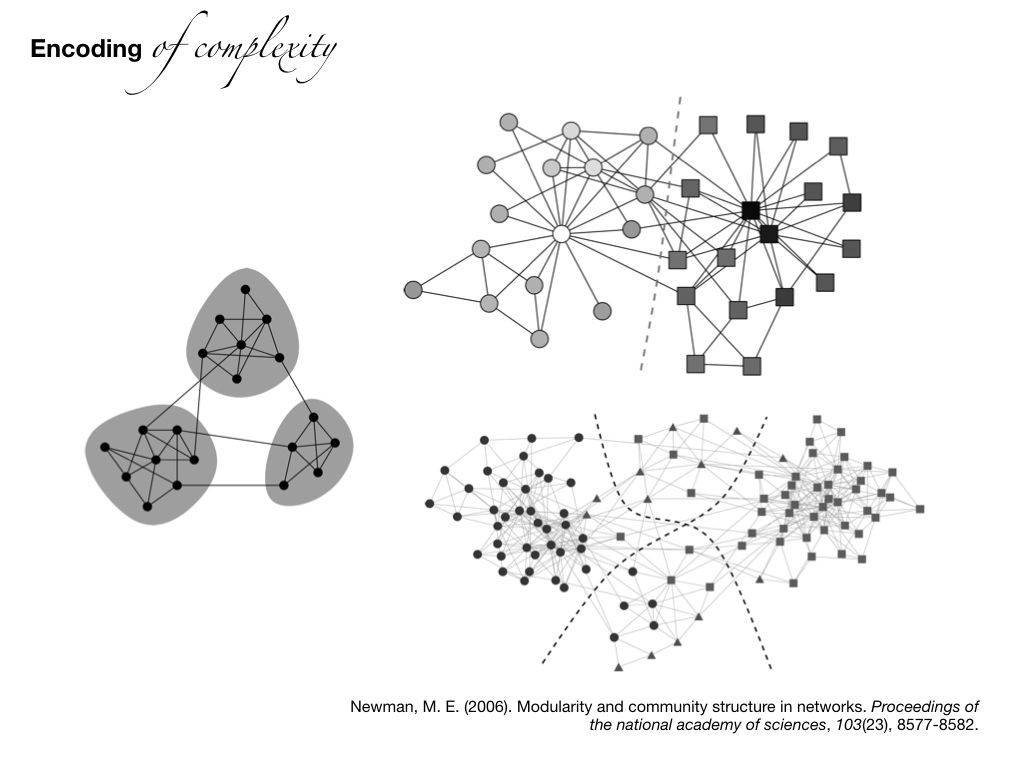 Encoding of complexity
Newman, M. E. (2006). Modularity and community structure in networks. Proceedings of
the national academy of sciences, 103(23), 8577-8582.